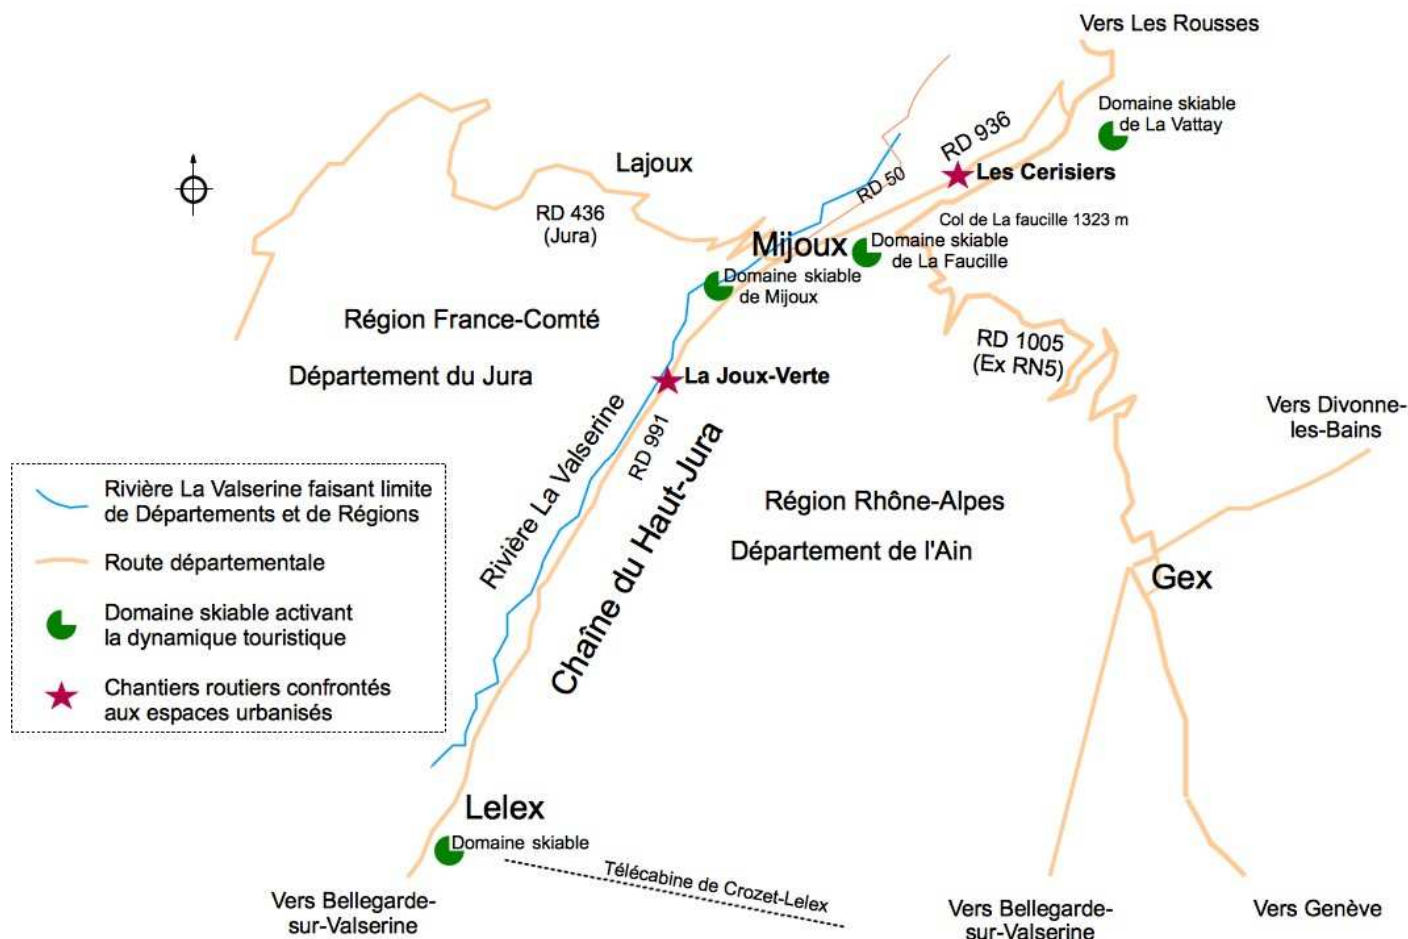 Vers Les Rousses
Domaine skiable
de La Vattay
RD 936
Les Cerisiers
Lajoux
RD 50
RD 436
(Jura)
Col de La faucille 1323 m
Mijoux
Domaine skiable
de La Faucille
Domaine skiable
de Mijoux
Région France-Comté
RD 1005
(Ex RN5)
Département du Jura
La Joux-Verte
Vers Divonne-
les-Bains
Rivière La Valserine
RD 991
Chaîne du Haut-Jura
Région Rhône-Alpes
Département de l'Ain
Gex
Rivière La Valserine faisant limite
de Départements et de Régions
Route départementale
Domaine skiable activant
la dynamique touristique
Chantiers routiers confrontés
aux espaces urbanisés
Lelex
Domaine skiable
Télécabine de Crozet-Lelex
Vers Bellegarde-
sur-Valserine
Vers Bellegarde-
sur-Valserine
Vers Genève